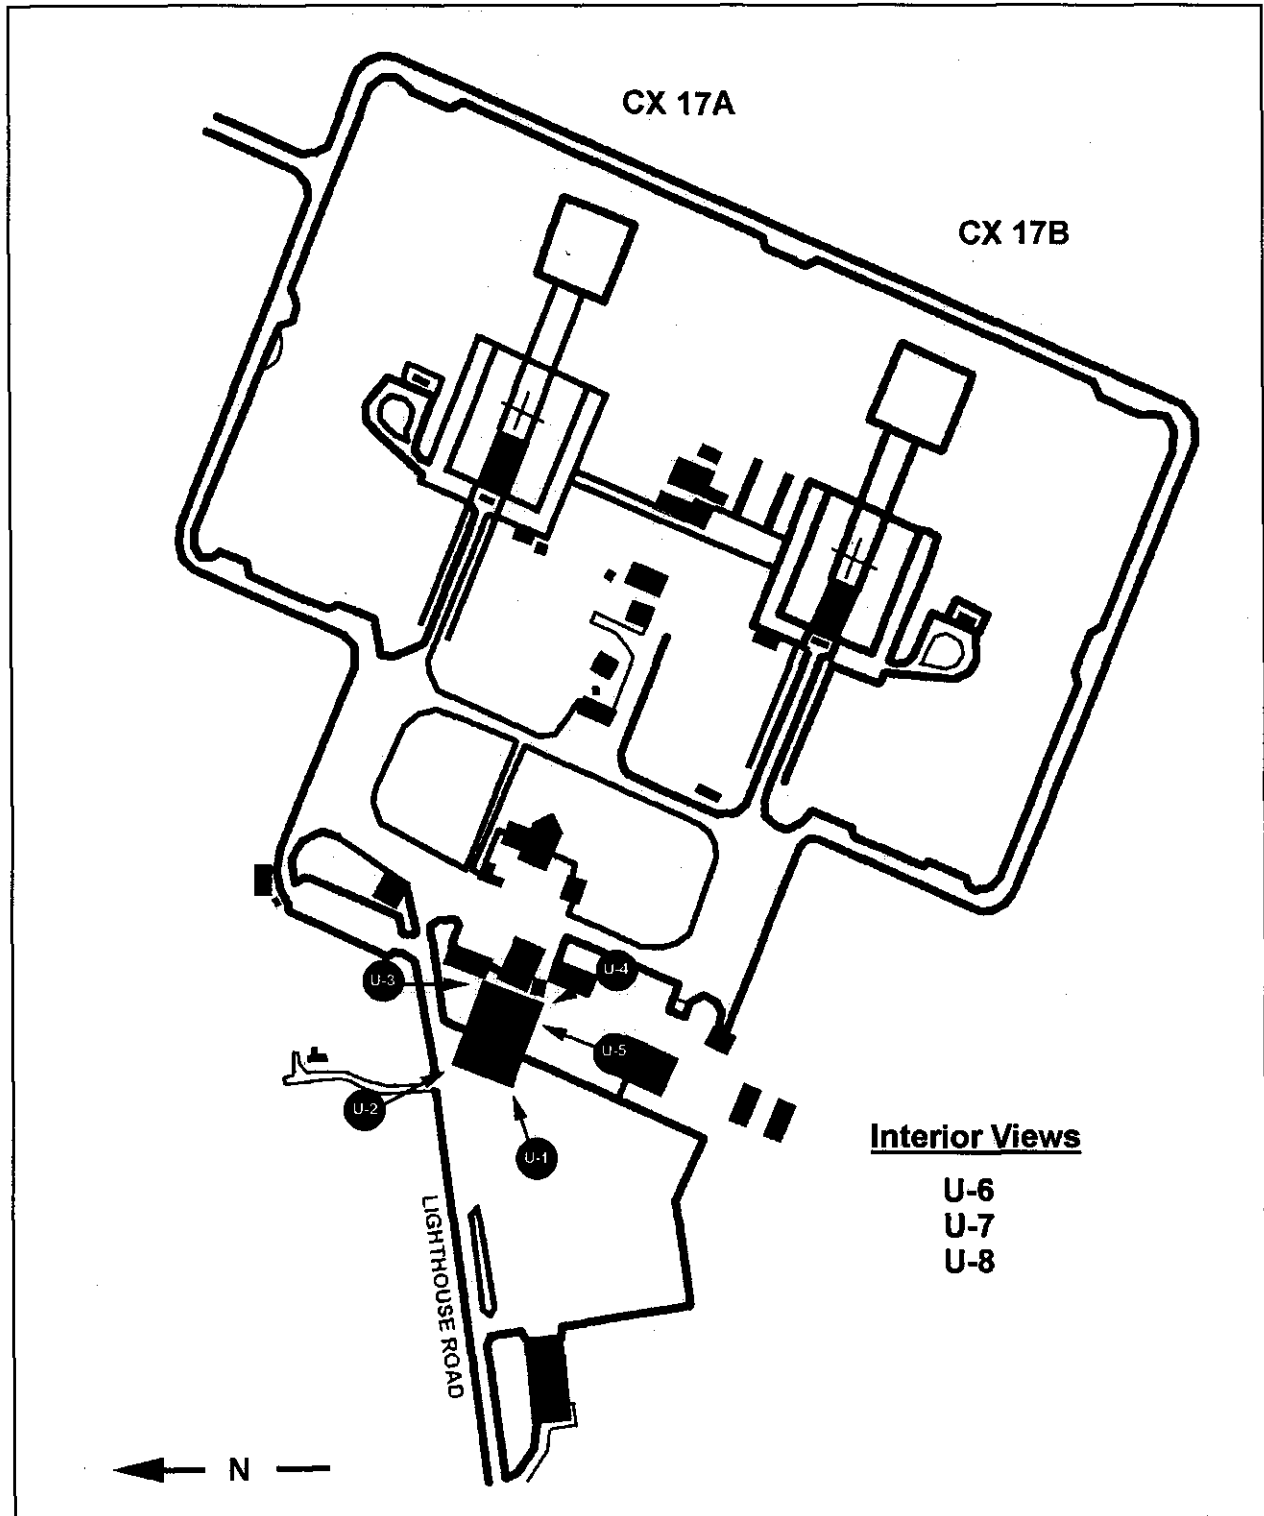 CX 17A
CX 17B
U-3
U-4
U-5
U-2
U-1
Interior Views
U-6
U-7
U-8
LIGHTHOUSE ROAD
N